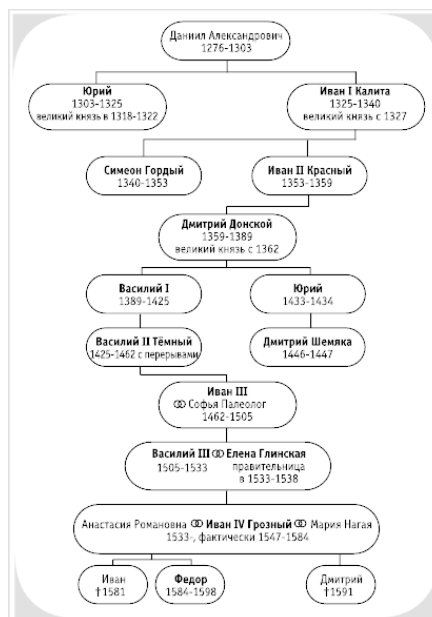 Даниил Александрович
1276-1303
Юрий
1303-1325
великий князь в 1318-1322
Иван I Калита
1325-1340
великий князь с 1327
Симеон Гордый
1340-1353
Иван II Красный
1353-1359
Дмитрий Донской
1359-1389
великий князь с 1362
Василий I
1389-1425
Юрий
1433-1434
Василий II Тёмный
1425-1462 с перерывами
Дмитрий Шемяка
1446-1447
Иван III
Софья Палеолог
1462-1505
Василий III Елена Глинская
1505-1533 правительница
в 1533-1538
Анастасия Романовна Иван IV Грозный Мария Нагая
1533-, фактически 1547-1584
Иван
†1581
Федор
1584-1598
Дмитрий
†1591